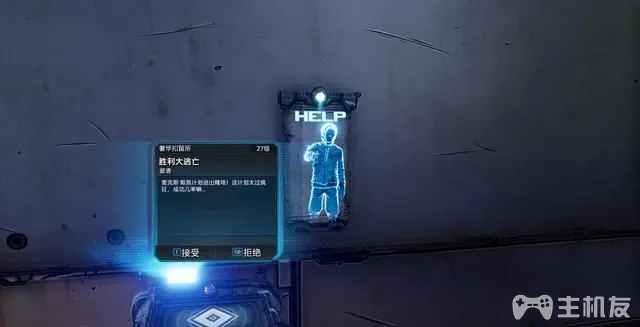 HELP
奢华扣留所 27级
胜利大逃亡
普通
麦克斯·斯凯计划逃出赌场！这计划太过疯
狂，成功几率嘛…
接受 拒绝
主机友